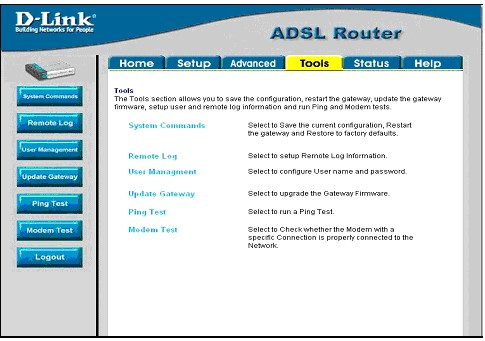 D-Link®
Building Networks for People
ADSL Router
Home Setup Advanced Tools Status Help
System Commands
Remote Log
User Management
Update Gateway
Ping Test
Modem Test
Logout
Tools
The Tools section allows you to save the configuration, restart the gateway, update the gateway
firmware, setup user and remote log information and run Ping and Modem tests.
System Commands Select to Save the current configuration, Restart
the gateway and Restore to factory defaults.
Remote Log Select to setup Remote Log Information.
User Managment Select to configure User name and password.
Update Gateway Select to upgrade the Gateway Firmware.
Ping Test Select to run a Ping Test.
Modem Test Select to Check whether the Modem with a
specific Connection is properly connected to the
Network.